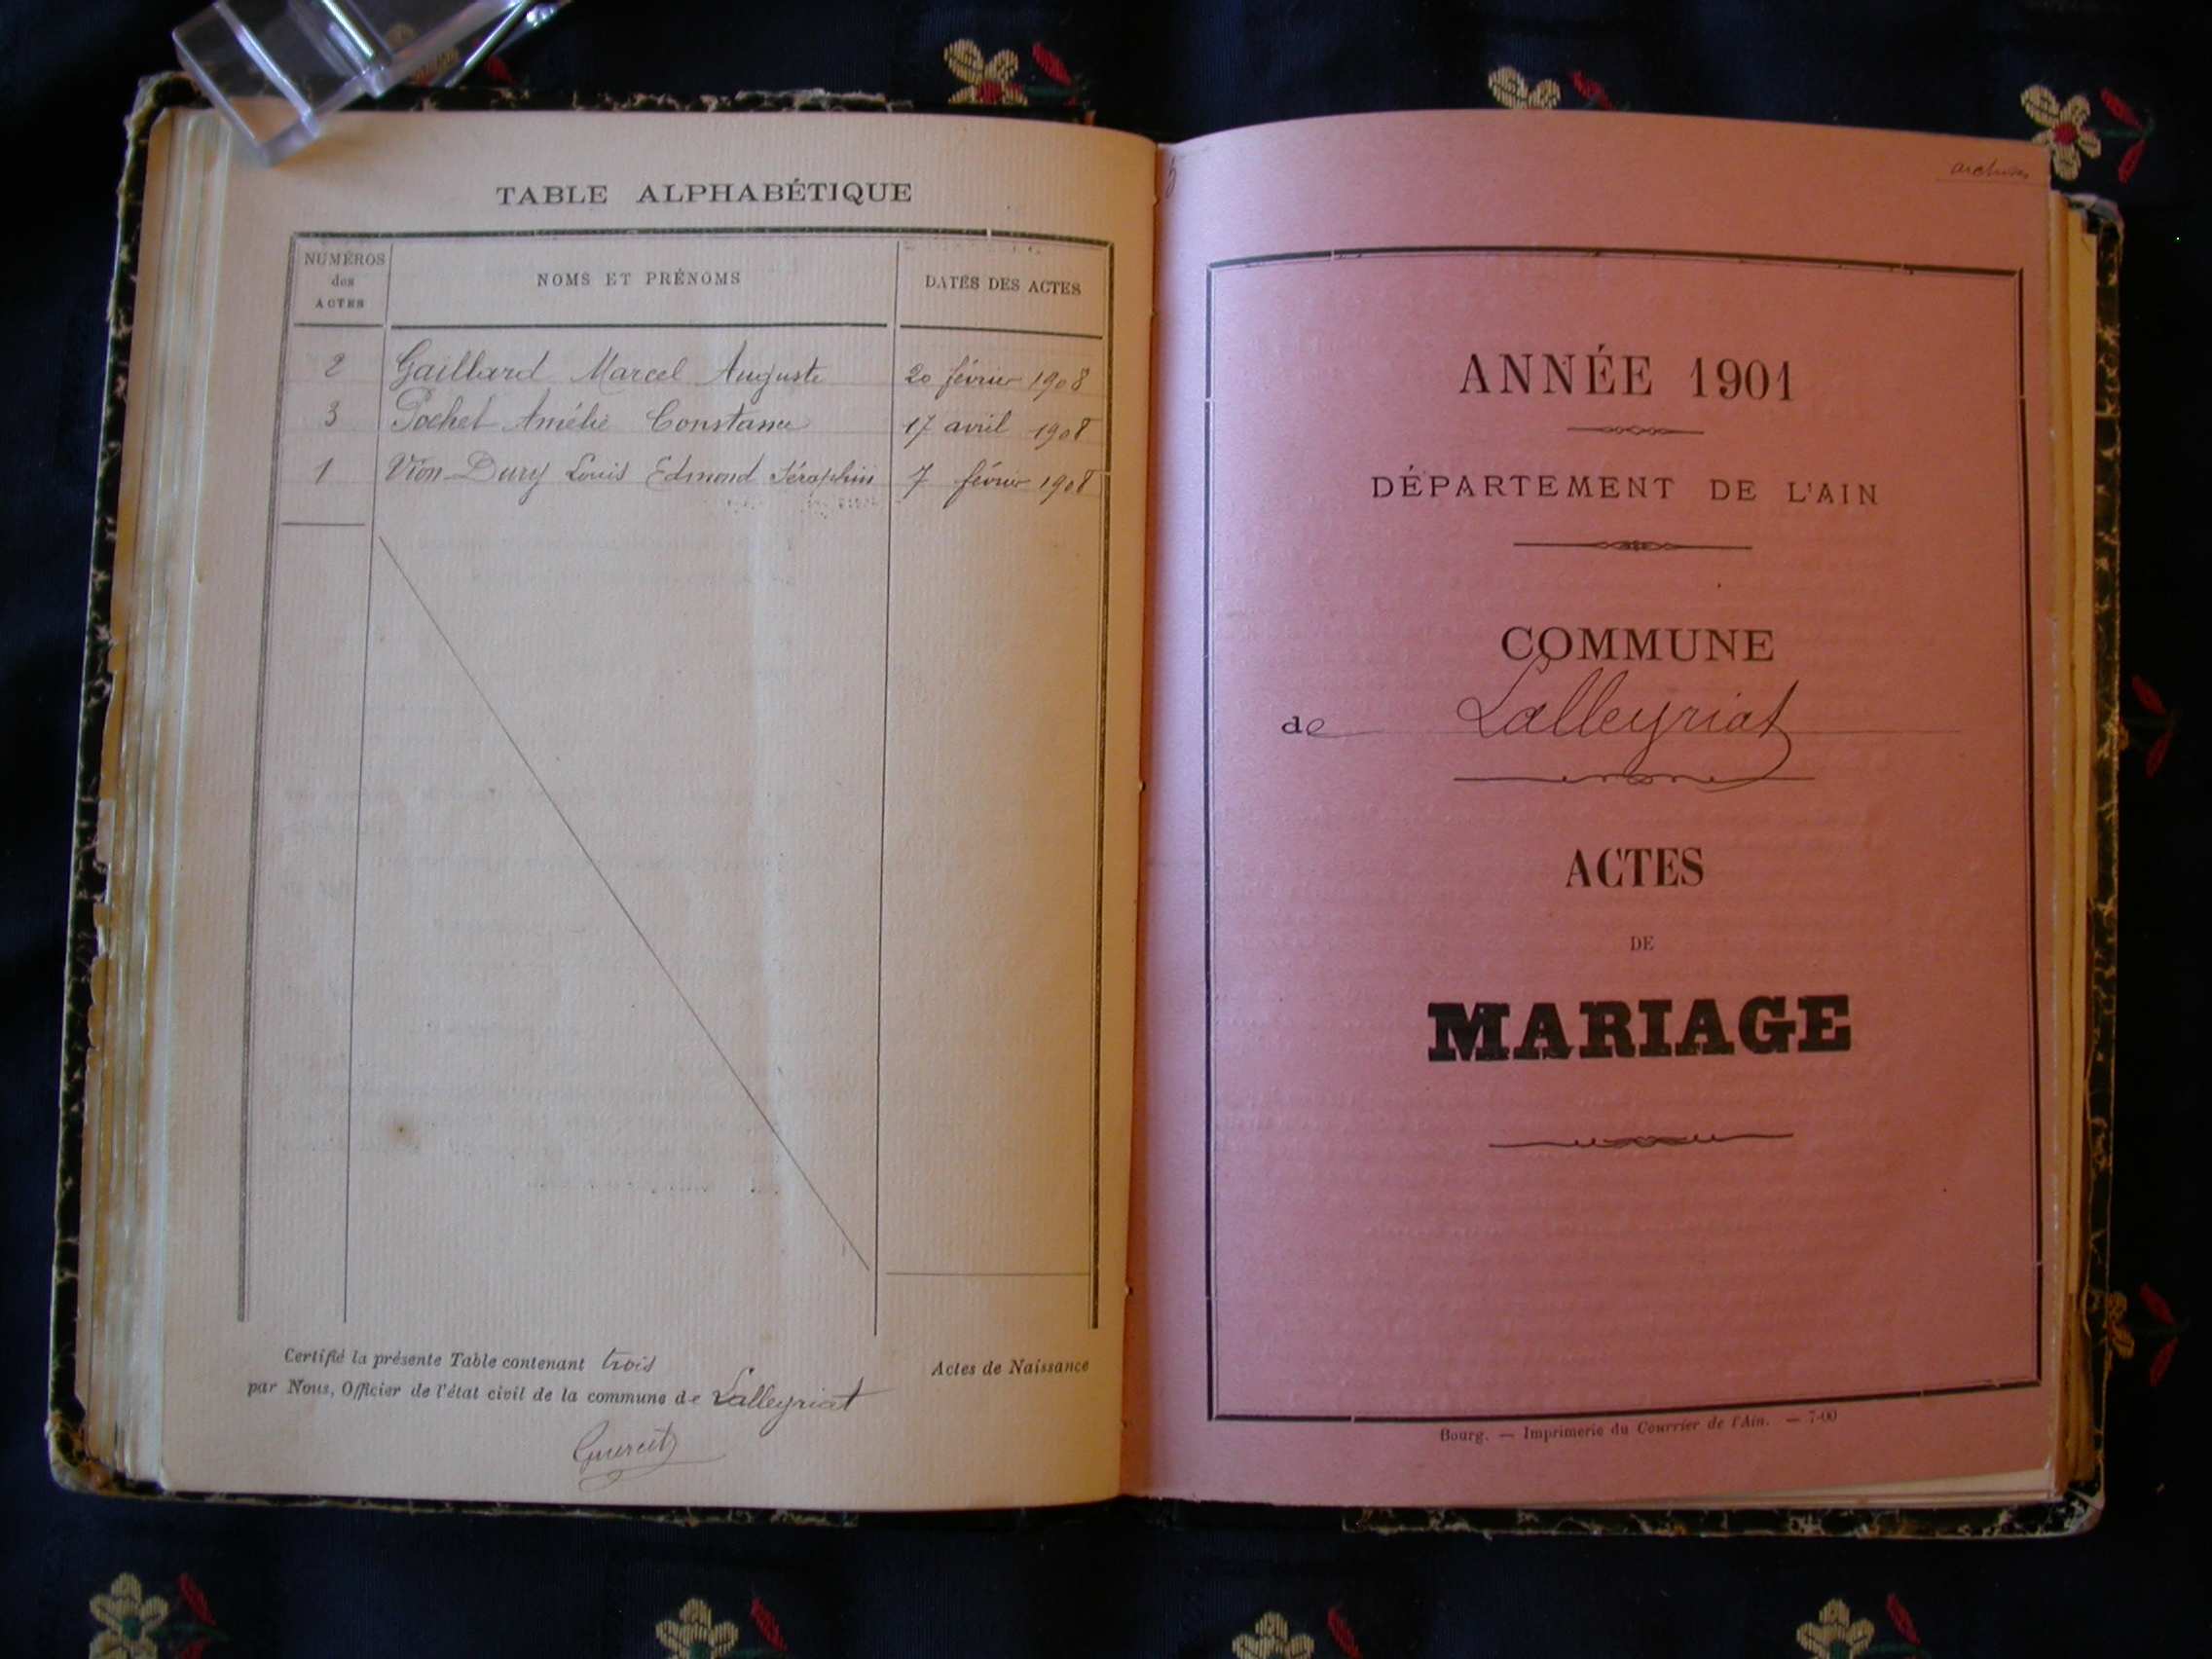 TABLE ALPHABÉTIQUE
NUMÉROS des ACTES NOMS ET PRÉNOMS DATES DES ACTES
2 Gaillard Marcel Auguste 20 février 1908
3 Pochet Amélie Constance 17 avril 1908
1 Vion-Dury Louis Edmond Séraphin 7 février 1908
Certifié la présente Table contenant trois Actes de Naissance
par Nous, Officier de l'état civil de la commune de Lalleyriat
archives
ANNÉE 1901
DÉPARTEMENT DE L'AIN
COMMUNE
de Lalleyriat
ACTES
DE
MARIAGE
Bourg. — Imprimerie du Courrier de l'Ain. — 7-00